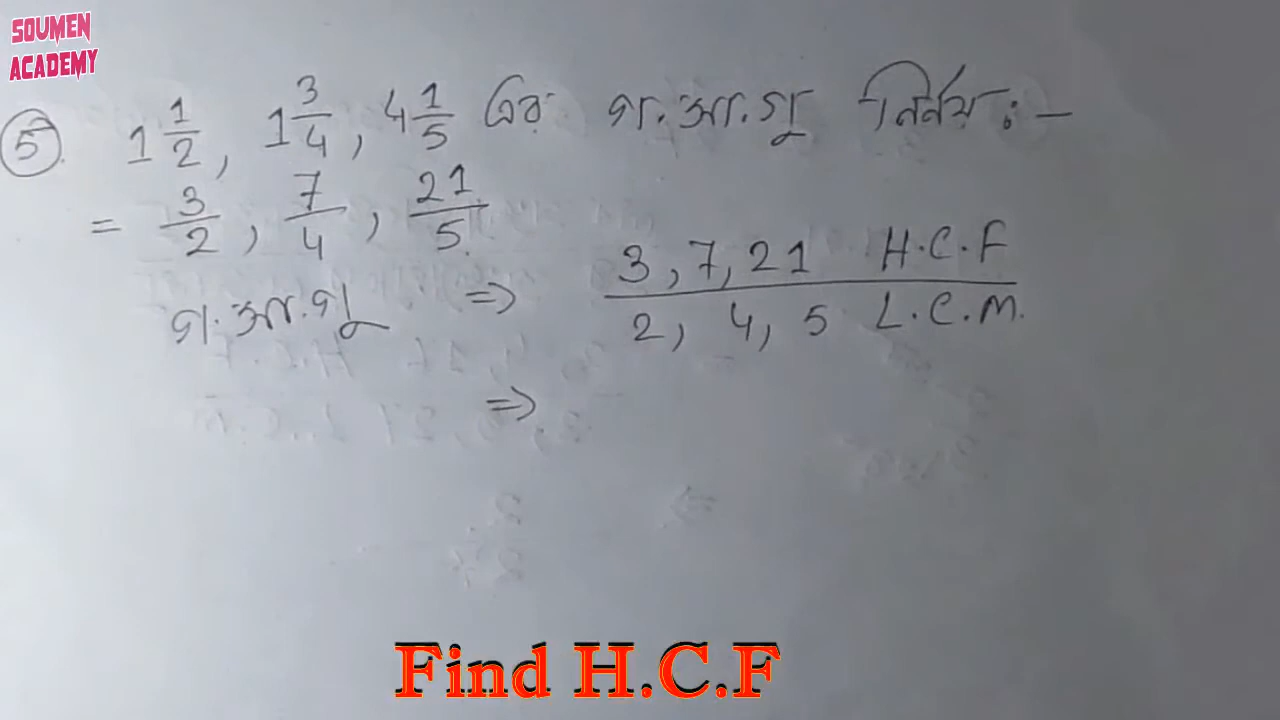 SOUMEN
ACADEMY
5. 1 1/2, 1 3/4, 4 1/5 এর গ.সা.গু নির্নয় :-
= 3/2, 7/4, 21/5.
গ.সা.গু ⇒ 3, 7, 21 H.C.F / 2, 4, 5 L.C.M.
⇒
Find H.C.F